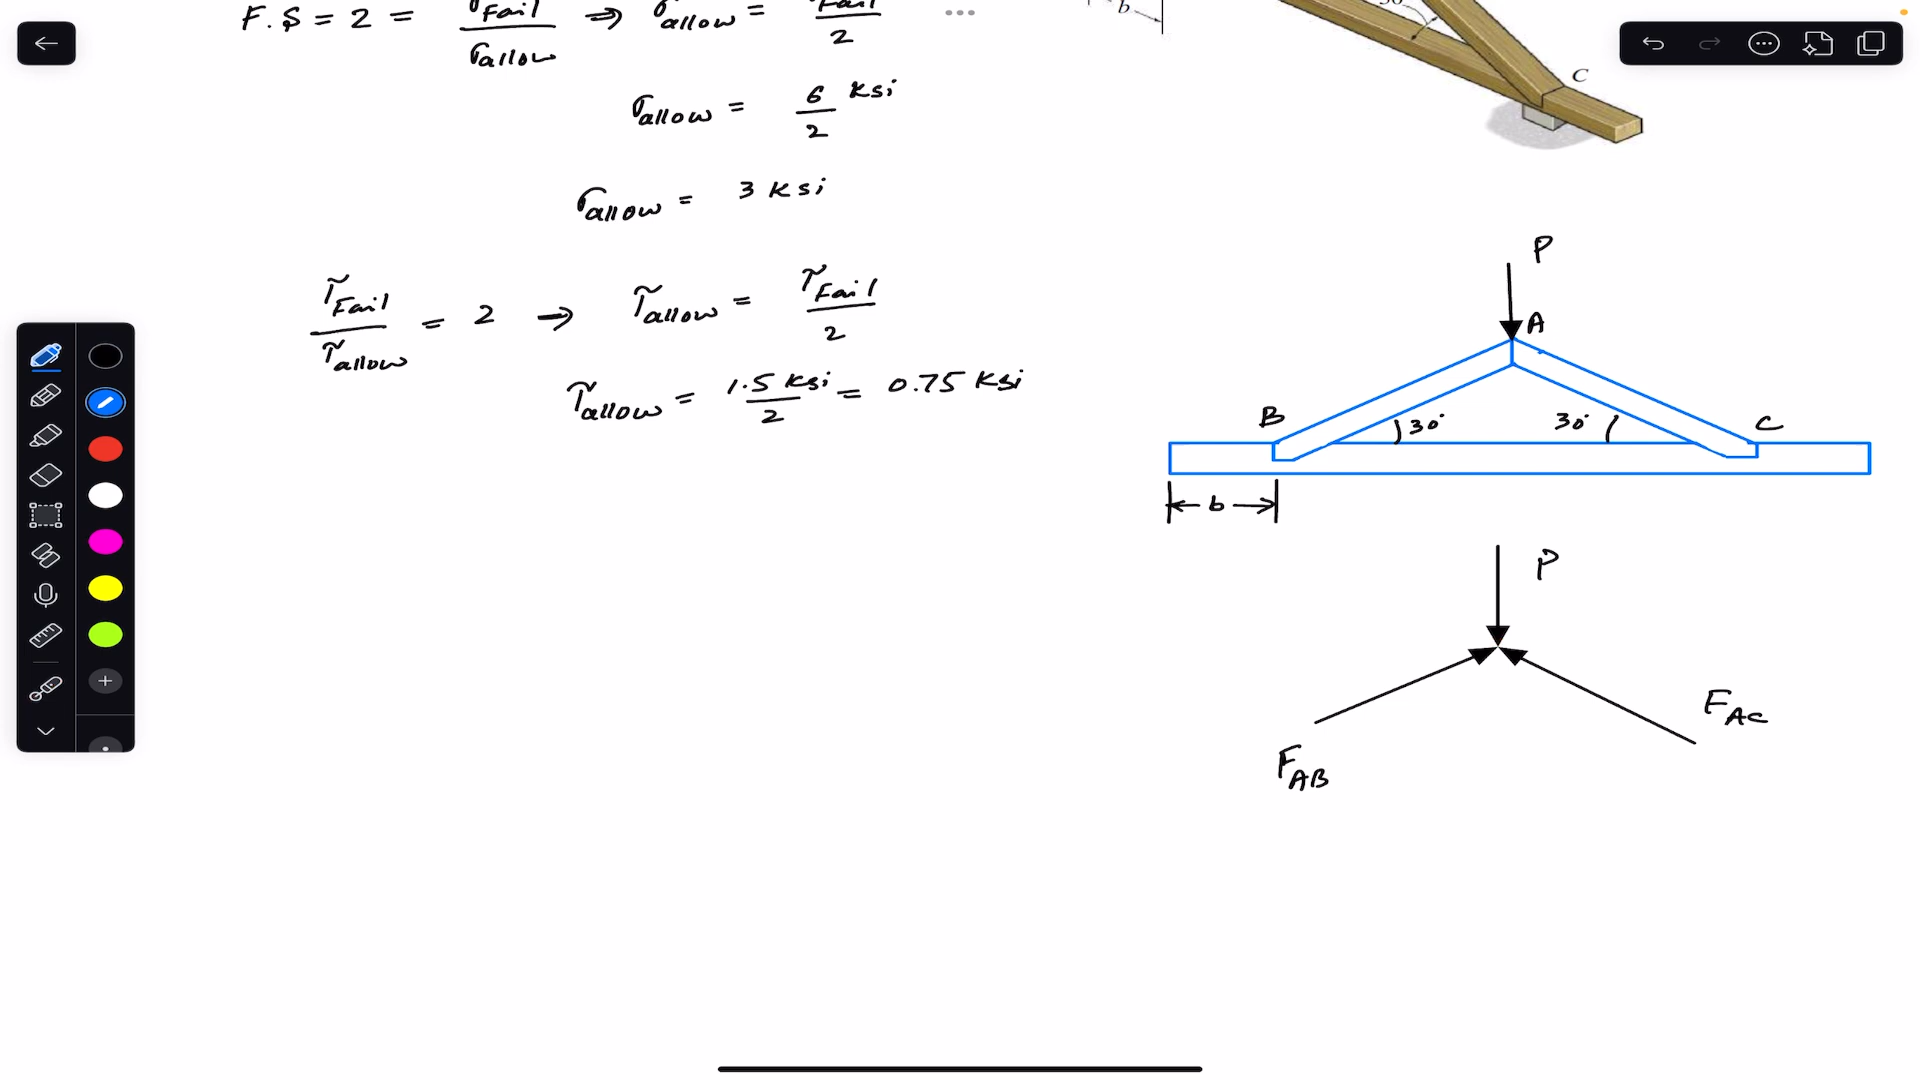 F.S = 2 = σFail / σallow ⇒ σallow = σFail / 2
σallow = 6 / 2 ksi
σallow = 3 ksi
τFail / τallow = 2 → τallow = τFail / 2
τallow = 1.5 ksi / 2 = 0.75 ksi
b
30°
C
P
A
B
30°
30°
C
b
P
FAC
FAB